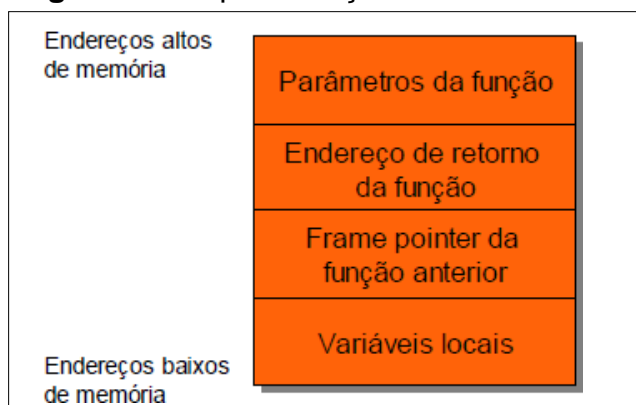 Endereços altos
de memória
Parâmetros da função
Endereço de retorno
da função
Frame pointer da
função anterior
Variáveis locais
Endereços baixos
de memória